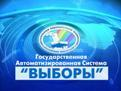 Государственная
Автоматизированная Система
"ВЫБОРЫ"